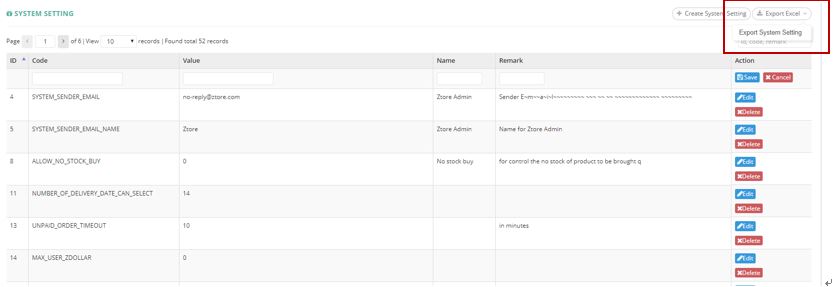 SYSTEM SETTING
Create System Setting Export Excel
Export System Setting
Page 1 of 6 | View 10 records | Found total 52 records
id, code, remark
ID Code Value Name Remark Action
Save Cancel
4 SYSTEM_SENDER_EMAIL no-reply@ztore.com Ztore Admin Sender Edit
Delete
5 SYSTEM_SENDER_EMAIL_NAME Ztore Ztore Admin Name for Ztore Admin Edit
Delete
8 ALLOW_NO_STOCK_BUY 0 No stock buy for control the no stock of product to be brought q Edit
Delete
11 NUMBER_OF_DELIVERY_DATE_CAN_SELECT 14 Edit
Delete
13 UNPAID_ORDER_TIMEOUT 10 in minutes Edit
Delete
14 MAX_USER_ZDOLLAR 0 Edit
Delete